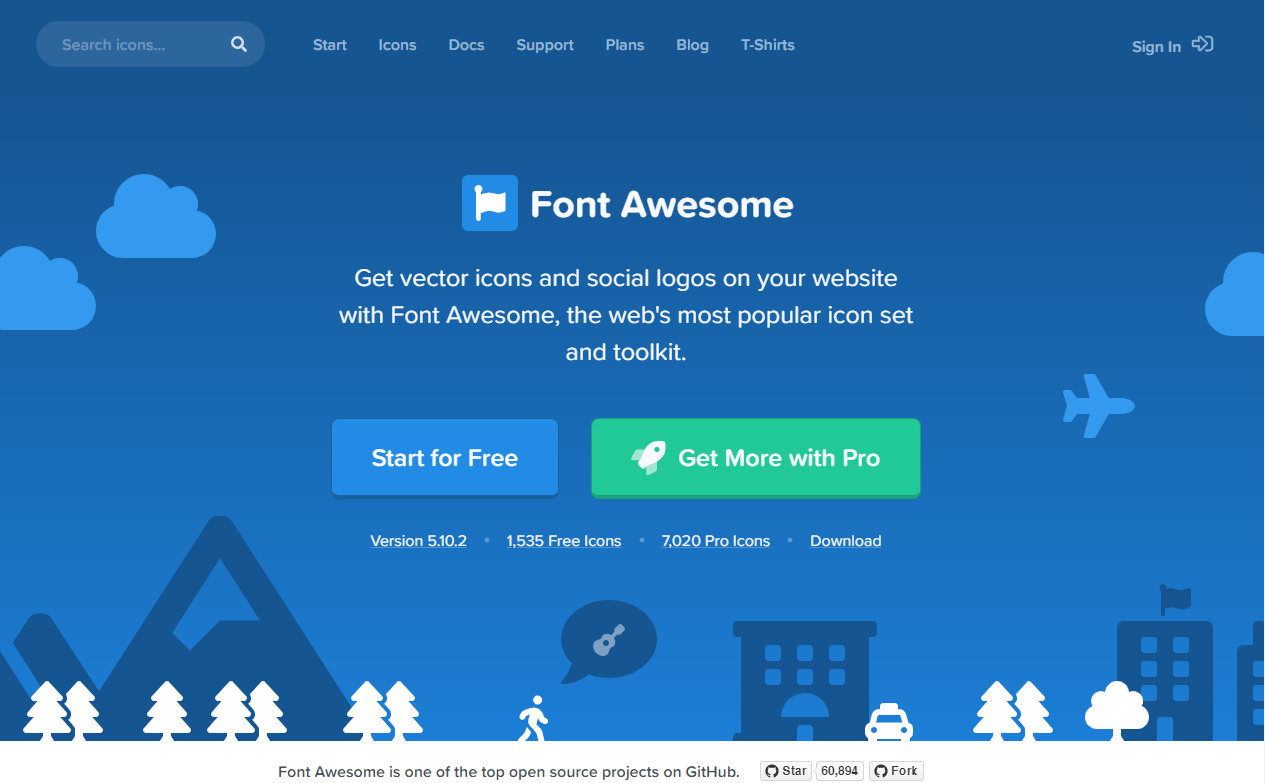 Search icons...
Start Icons Docs Support Plans Blog T-Shirts
Sign In
Font Awesome
Get vector icons and social logos on your website
with Font Awesome, the web's most popular icon set
and toolkit.
Start for Free
Get More with Pro
Version 5.10.2 • 1,535 Free Icons • 7,020 Pro Icons • Download
Font Awesome is one of the top open source projects on GitHub. Star 60,894 Fork